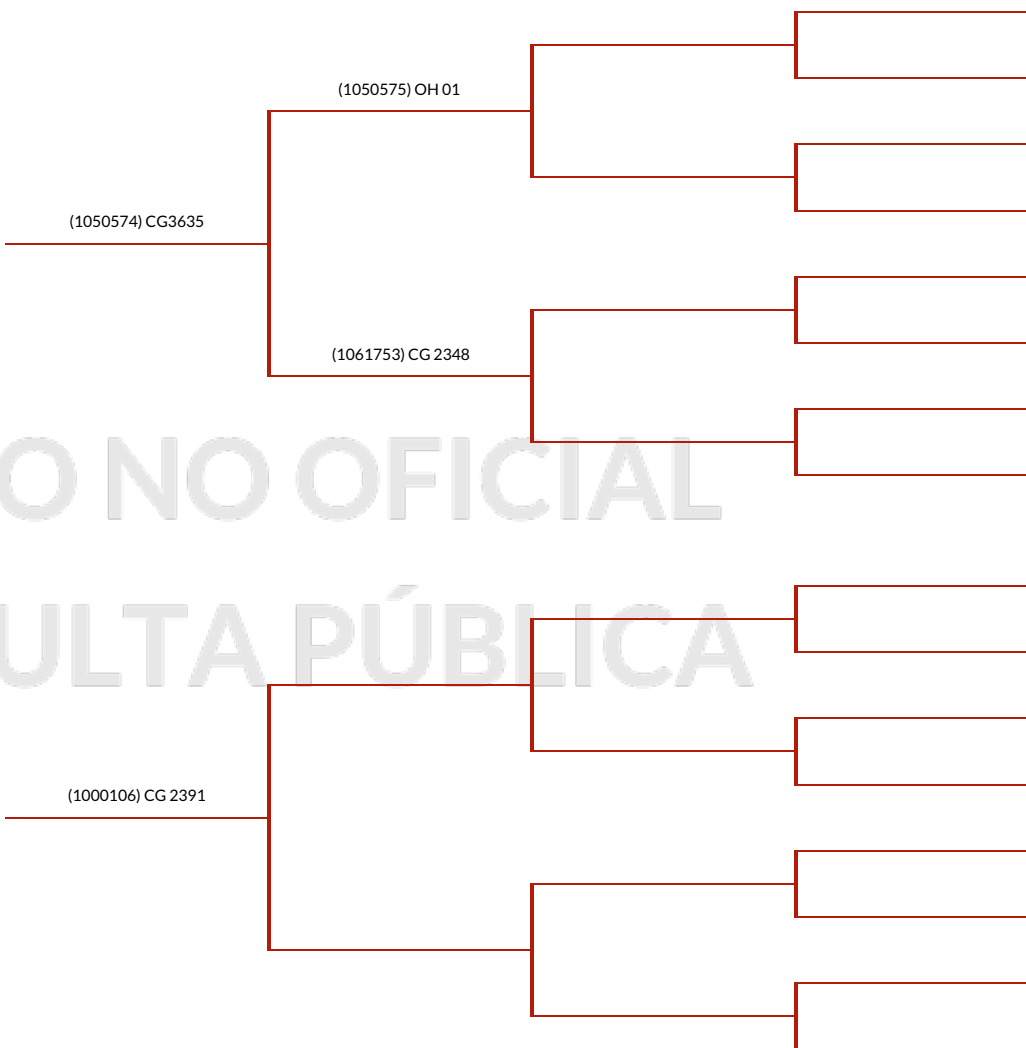 (1050575) OH 01
(1050574) CG3635
(1061753) CG 2348
O NO OFICIAL
ULTA PÚBLICA
(1000106) CG 2391